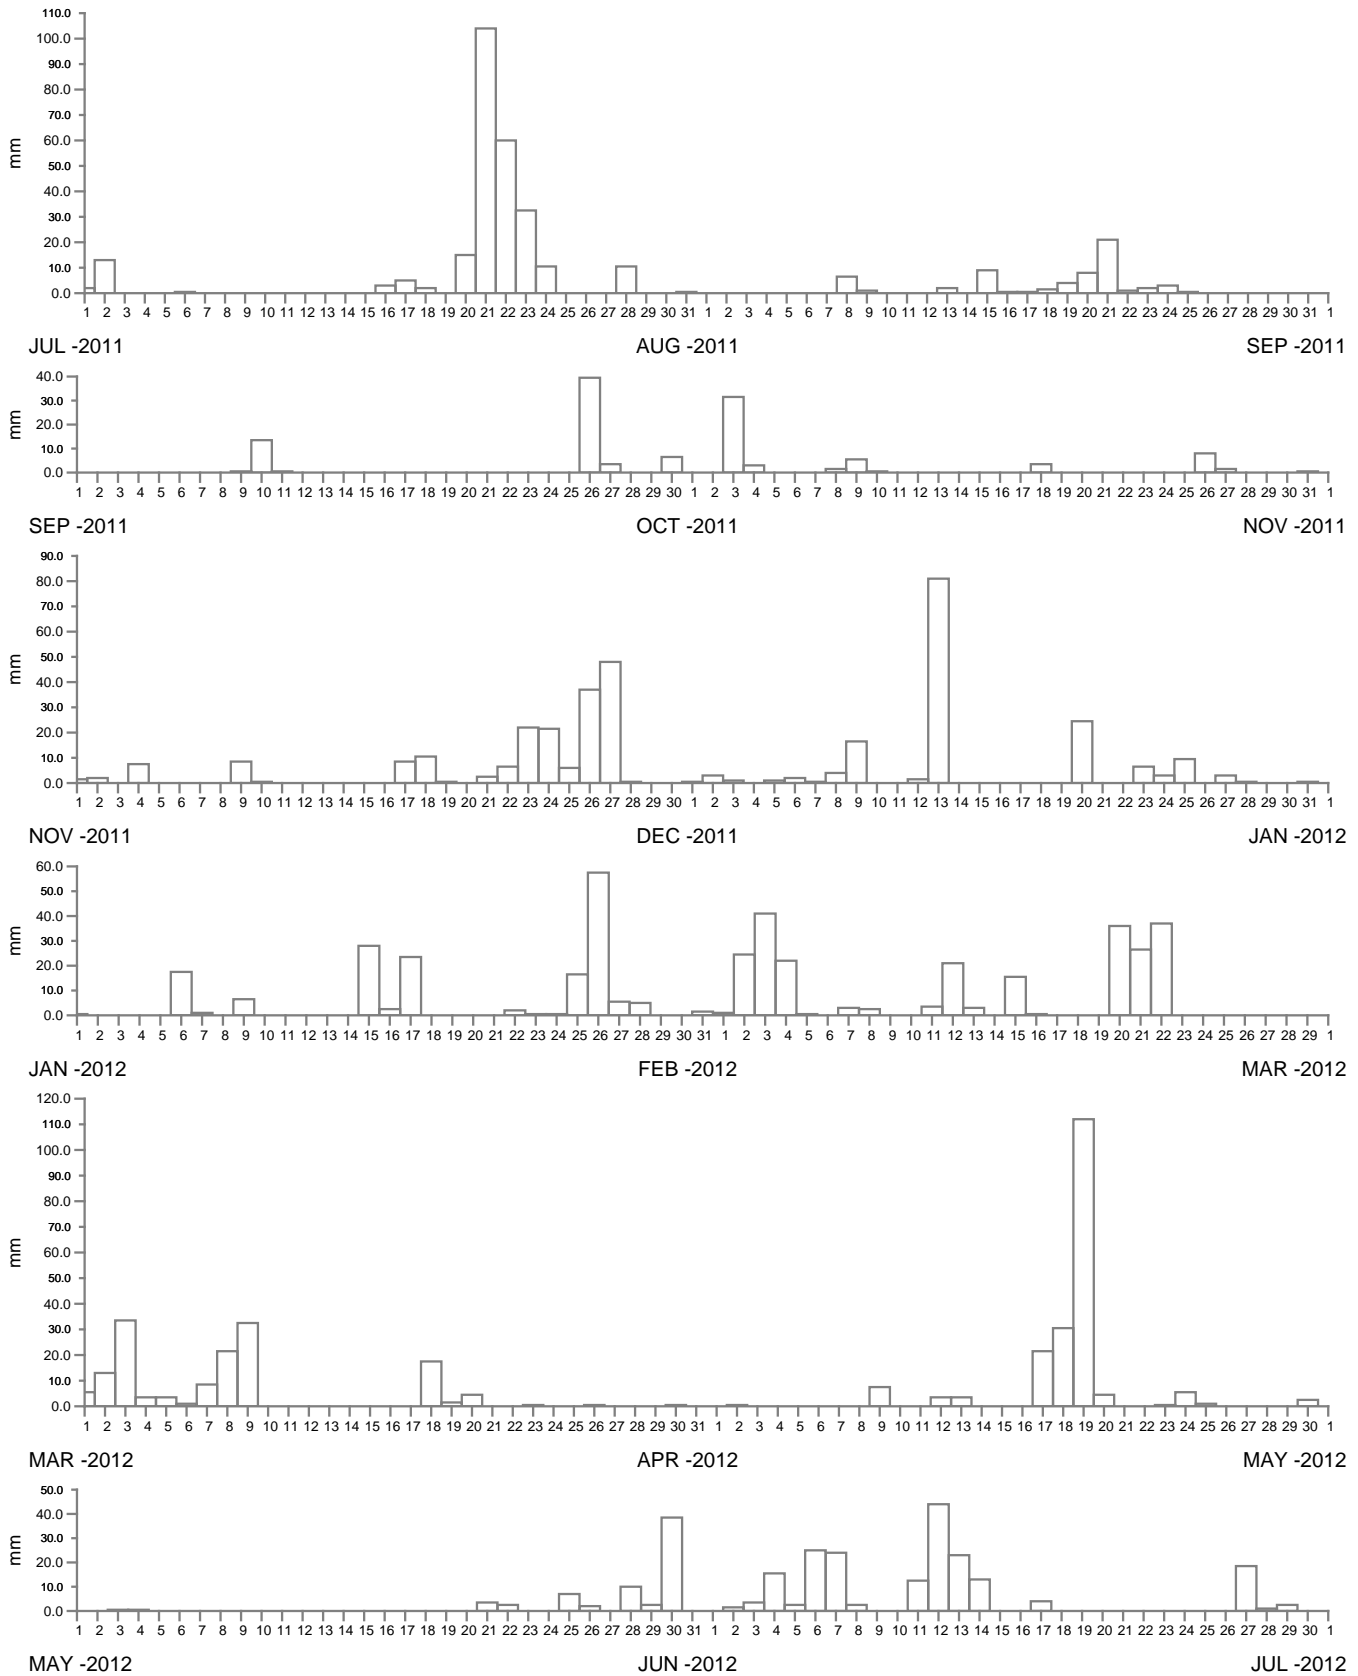 110.0
100.0
90.0
80.0
70.0
60.0
50.0
40.0
30.0
20.0
10.0
0.0
mm
1 2 3 4 5 6 7 8 9 10 11 12 13 14 15 16 17 18 19 20 21 22 23 24 25 26 27 28 29 30 31 1 2 3 4 5 6 7 8 9 10 11 12 13 14 15 16 17 18 19 20 21 22 23 24 25 26 27 28 29 30 31 1
JUL -2011 AUG -2011 SEP -2011
40.0
30.0
20.0
10.0
0.0
mm
1 2 3 4 5 6 7 8 9 10 11 12 13 14 15 16 17 18 19 20 21 22 23 24 25 26 27 28 29 30 1 2 3 4 5 6 7 8 9 10 11 12 13 14 15 16 17 18 19 20 21 22 23 24 25 26 27 28 29 30 31 1
SEP -2011 OCT -2011 NOV -2011
90.0
80.0
70.0
60.0
50.0
40.0
30.0
20.0
10.0
0.0
mm
1 2 3 4 5 6 7 8 9 10 11 12 13 14 15 16 17 18 19 20 21 22 23 24 25 26 27 28 29 30 1 2 3 4 5 6 7 8 9 10 11 12 13 14 15 16 17 18 19 20 21 22 23 24 25 26 27 28 29 30 31 1
NOV -2011 DEC -2011 JAN -2012
60.0
50.0
40.0
30.0
20.0
10.0
0.0
mm
1 2 3 4 5 6 7 8 9 10 11 12 13 14 15 16 17 18 19 20 21 22 23 24 25 26 27 28 29 30 31 1 2 3 4 5 6 7 8 9 10 11 12 13 14 15 16 17 18 19 20 21 22 23 24 25 26 27 28 29 1
JAN -2012 FEB -2012 MAR -2012
120.0
110.0
100.0
90.0
80.0
70.0
60.0
50.0
40.0
30.0
20.0
10.0
0.0
mm
1 2 3 4 5 6 7 8 9 10 11 12 13 14 15 16 17 18 19 20 21 22 23 24 25 26 27 28 29 30 31 1 2 3 4 5 6 7 8 9 10 11 12 13 14 15 16 17 18 19 20 21 22 23 24 25 26 27 28 29 30 1
MAR -2012 APR -2012 MAY -2012
50.0
40.0
30.0
20.0
10.0
0.0
mm
1 2 3 4 5 6 7 8 9 10 11 12 13 14 15 16 17 18 19 20 21 22 23 24 25 26 27 28 29 30 31 1 2 3 4 5 6 7 8 9 10 11 12 13 14 15 16 17 18 19 20 21 22 23 24 25 26 27 28 29 30 1
MAY -2012 JUN -2012 JUL -2012